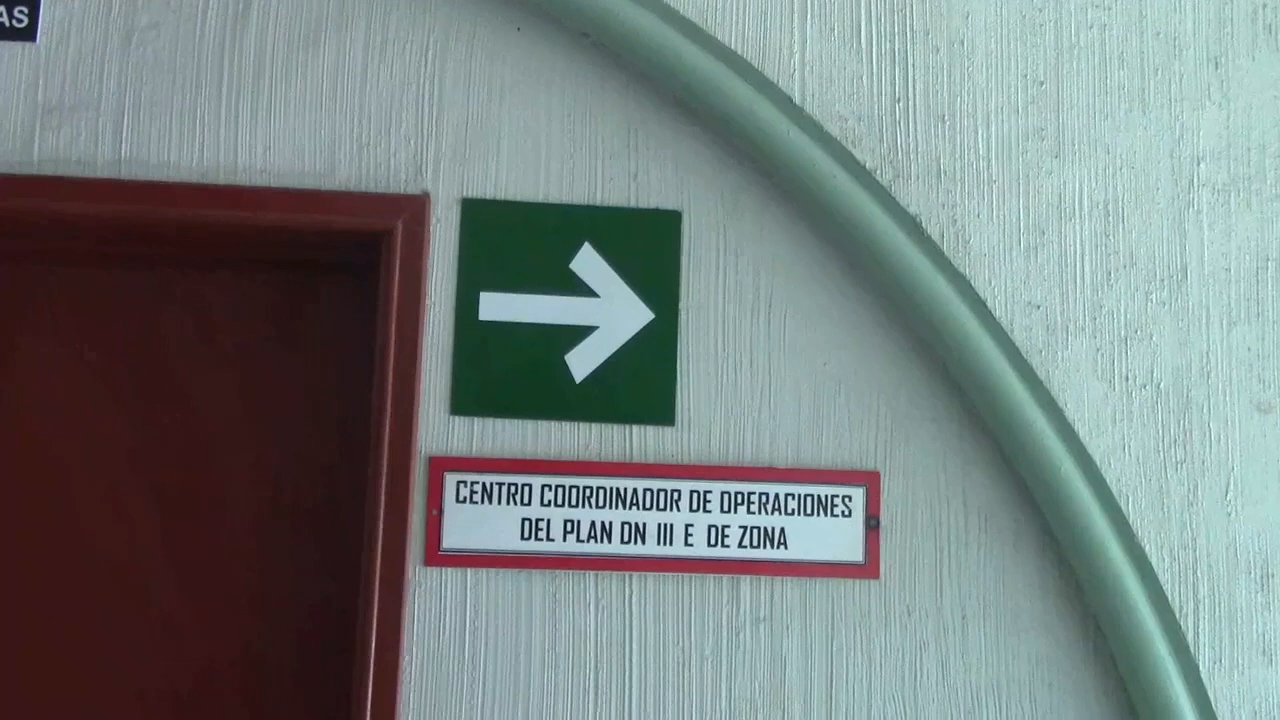 CENTRO COORDINADOR DE OPERACIONES
DEL PLAN DN III E DE ZONA